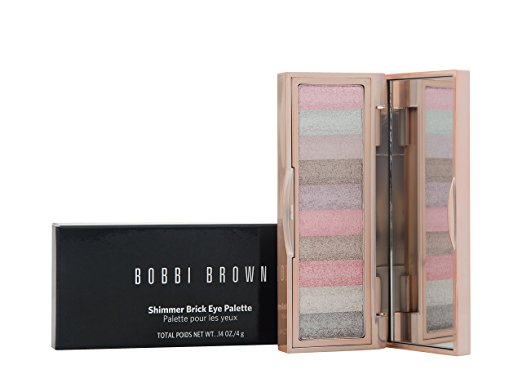 BOBBI BROWN
Shimmer Brick Eye Palette
Palette pour les yeux
TOTAL POIDS NET WT. .14 OZ./4 g